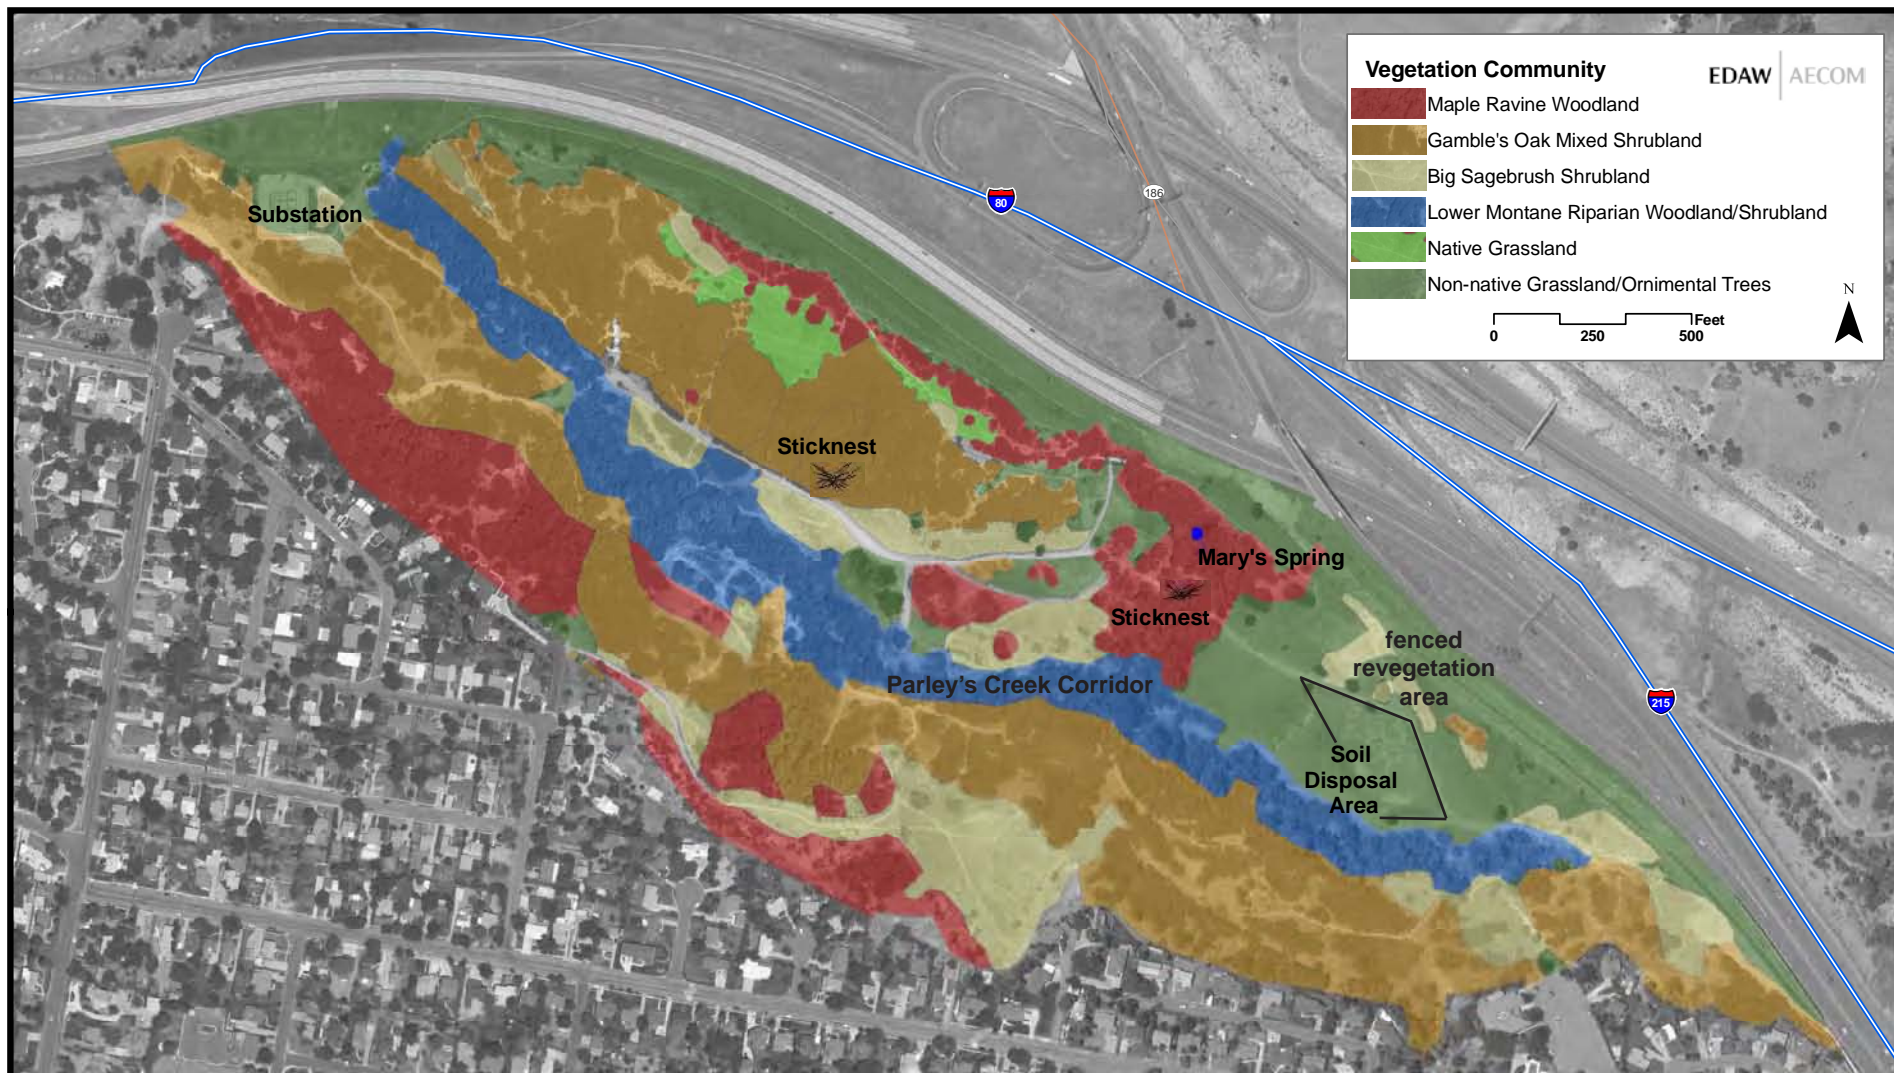 Vegetation Community
EDAW AECOM
Maple Ravine Woodland
Gamble's Oak Mixed Shrubland
Big Sagebrush Shrubland
Lower Montane Riparian Woodland/Shrubland
Native Grassland
Non-native Grassland/Ornimental Trees
N
Feet
0 250 500
80
186
Substation
Sticknest
Mary's Spring
Sticknest
fenced
revegetation
area
Parley's Creek Corridor
215
Soil
Disposal
Area